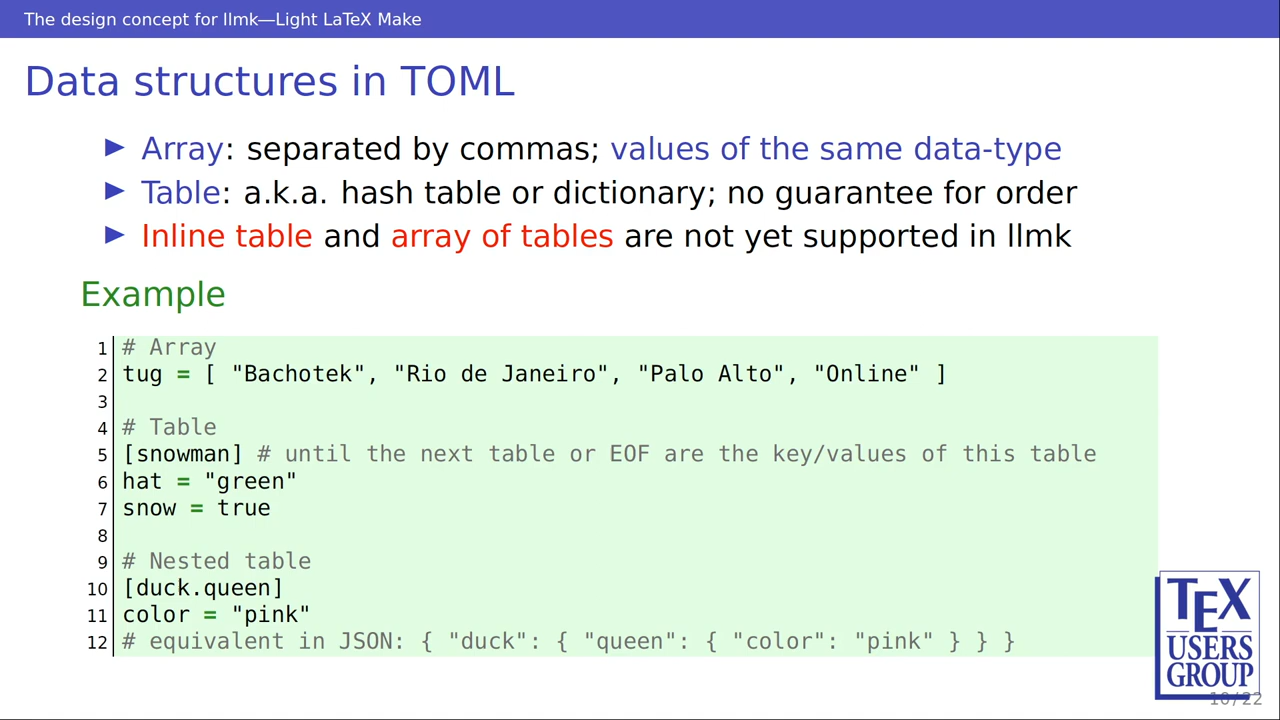 The design concept for llmk—Light LaTeX Make
Data structures in TOML
▶ Array: separated by commas; values of the same data-type
▶ Table: a.k.a. hash table or dictionary; no guarantee for order
▶ Inline table and array of tables are not yet supported in llmk
Example
1 # Array
2 tug = [ "Bachotek", "Rio de Janeiro", "Palo Alto", "Online" ]
3
4 # Table
5 [snowman] # until the next table or EOF are the key/values of this table
6 hat = "green"
7 snow = true
8
9 # Nested table
10 [duck.queen]
11 color = "pink"
12 # equivalent in JSON: { "duck": { "queen": { "color": "pink" } } }
TEX
USERS
GROUP
10/22